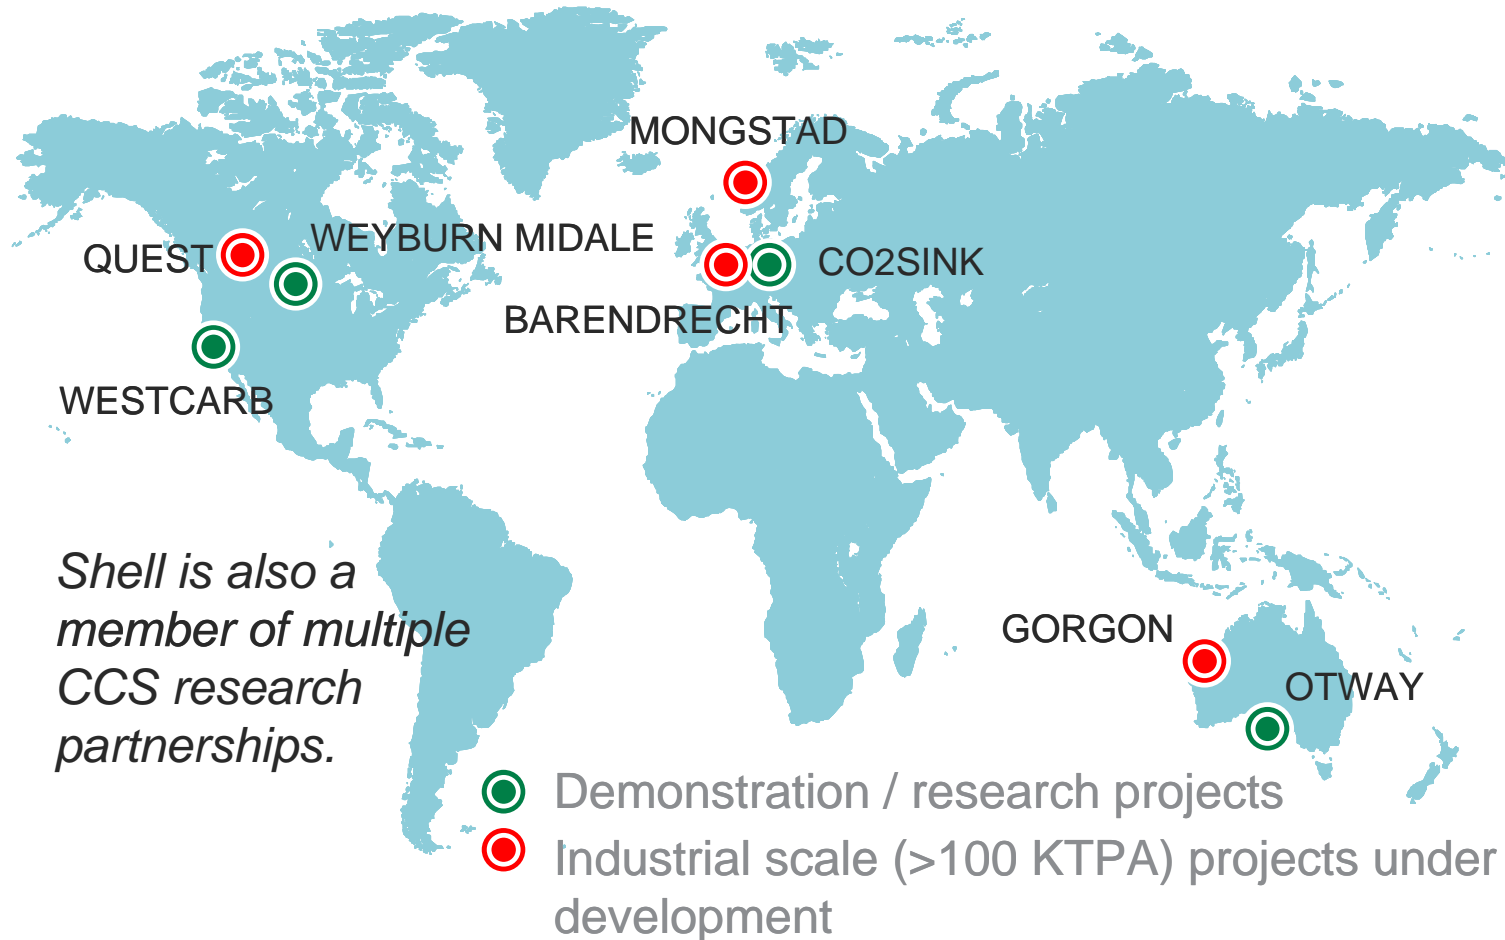 MONGSTAD
WEYBURN MIDALE
QUEST
CO2SINK
BARENDRECHT
WESTCARB
Shell is also a
member of multiple
CCS research
partnerships.
GORGON
OTWAY
Demonstration / research projects
Industrial scale (>100 KTPA) projects under
development